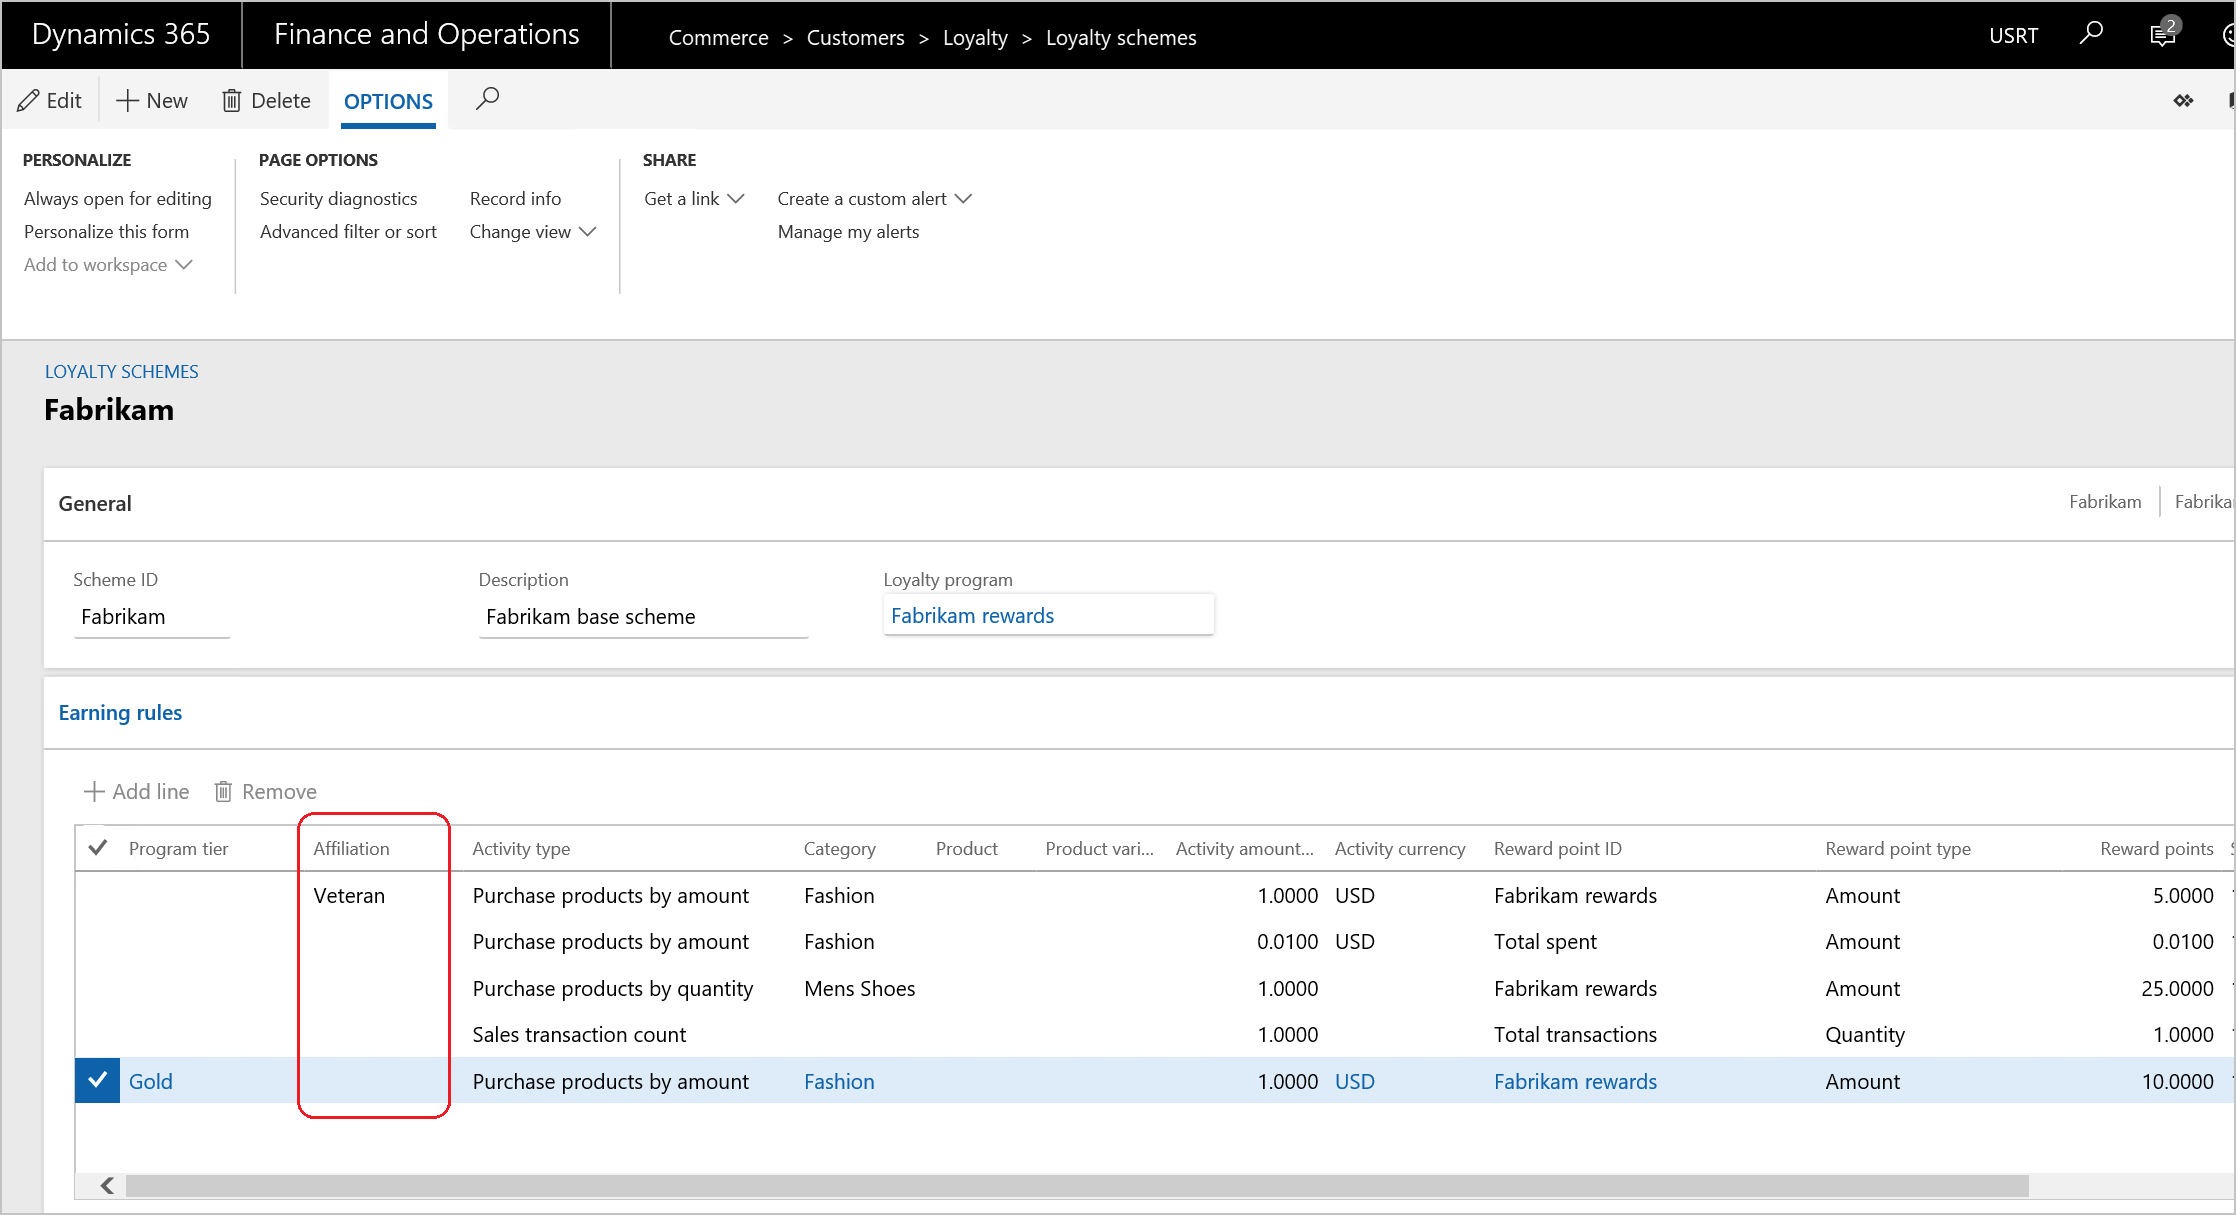 Dynamics 365 Finance and Operations Commerce > Customers > Loyalty > Loyalty schemes USRT 2
Edit New Delete OPTIONS
PERSONALIZE PAGE OPTIONS SHARE
Always open for editing Security diagnostics Record info Get a link Create a custom alert
Personalize this form Advanced filter or sort Change view Manage my alerts
Add to workspace
LOYALTY SCHEMES
Fabrikam
General Fabrikam Fabrika
Scheme ID Description Loyalty program
Fabrikam Fabrikam base scheme Fabrikam rewards
Earning rules
Add line Remove
Program tier Affiliation Activity type Category Product Product vari... Activity amount... Activity currency Reward point ID Reward point type Reward points
Veteran Purchase products by amount Fashion 1.0000 USD Fabrikam rewards Amount 5.0000
Purchase products by amount Fashion 0.0100 USD Total spent Amount 0.0100
Purchase products by quantity Mens Shoes 1.0000 Fabrikam rewards Amount 25.0000
Sales transaction count 1.0000 Total transactions Quantity 1.0000
Gold Purchase products by amount Fashion 1.0000 USD Fabrikam rewards Amount 10.0000